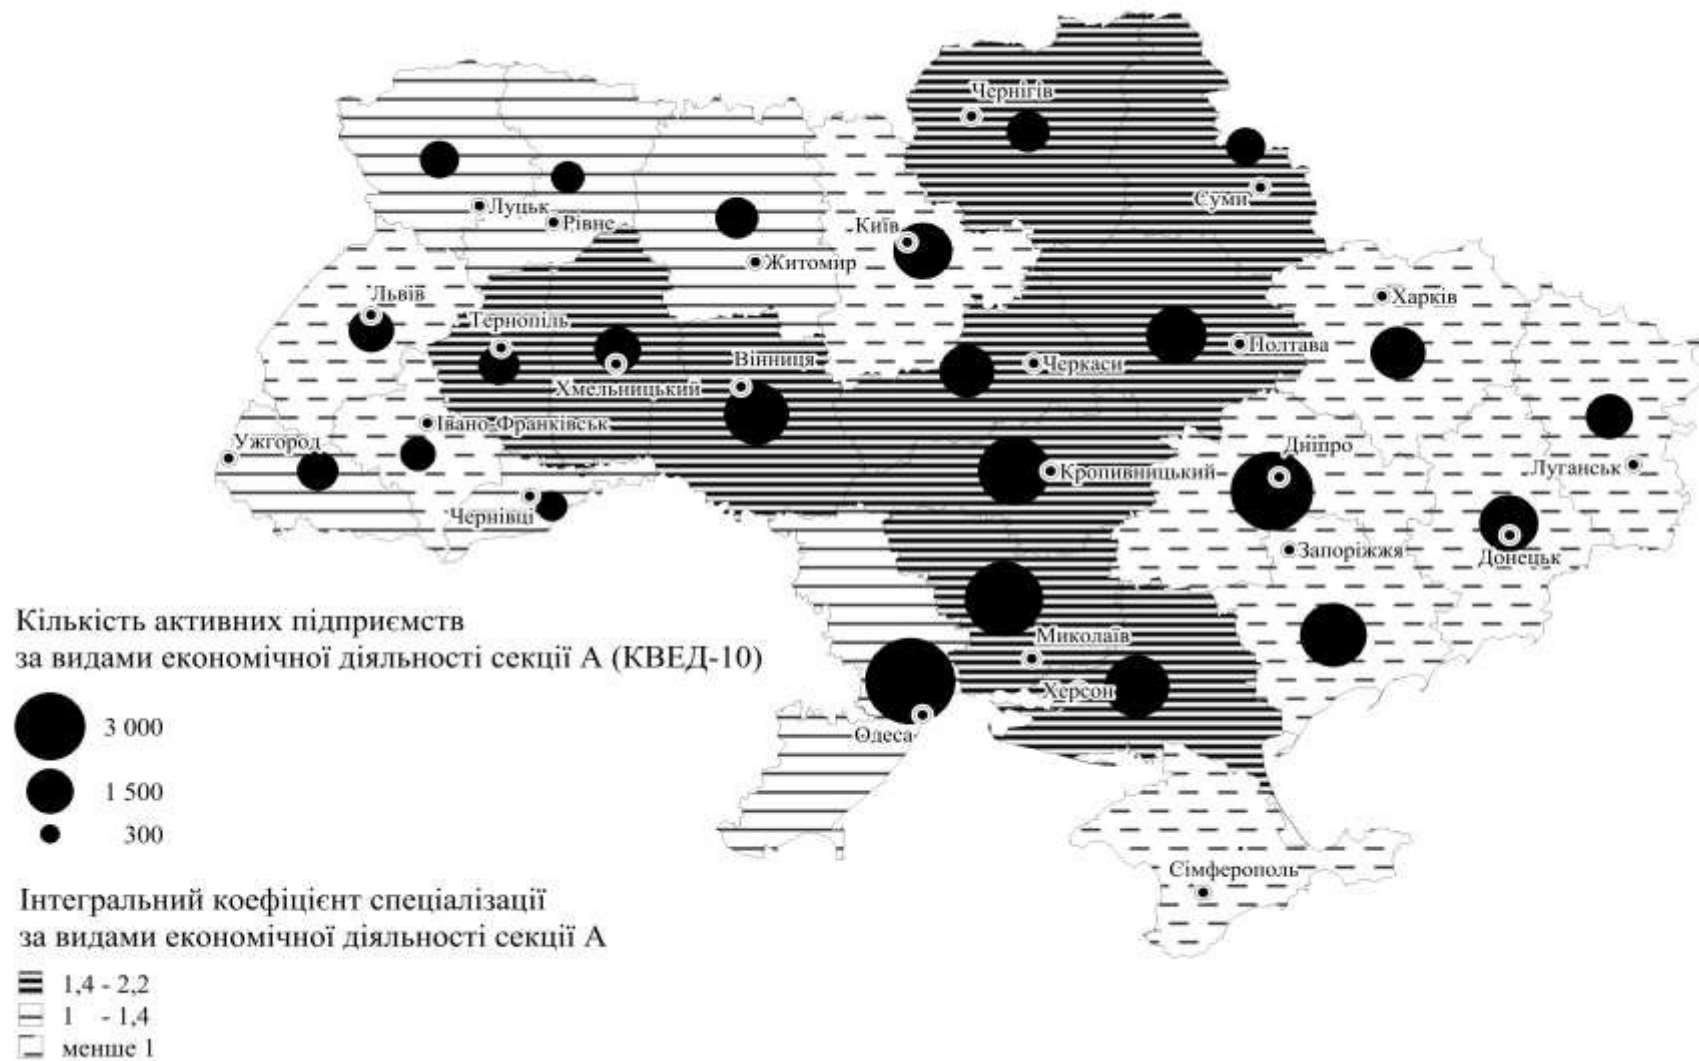 Чернігів
Суми
Луцьк
Рівне
Київ
Житомир
Харків
Львів
Тернопіль
Полтава
Вінниця
Черкаси
Хмельницький
Івано-Франківськ
Ужгород
Дніпро
Луганськ
Кропивницький
Чернівці
Запоріжжя
Донецьк
Кількість активних підприємств
за видами економічної діяльності секції А (КВЕД-10)
Миколаїв
Херсон
3 000
Одеса
1 500
300
Сімферополь
Інтегральний коефіцієнт спеціалізації
за видами економічної діяльності секції А
1,4 - 2,2
1 - 1,4
менше 1